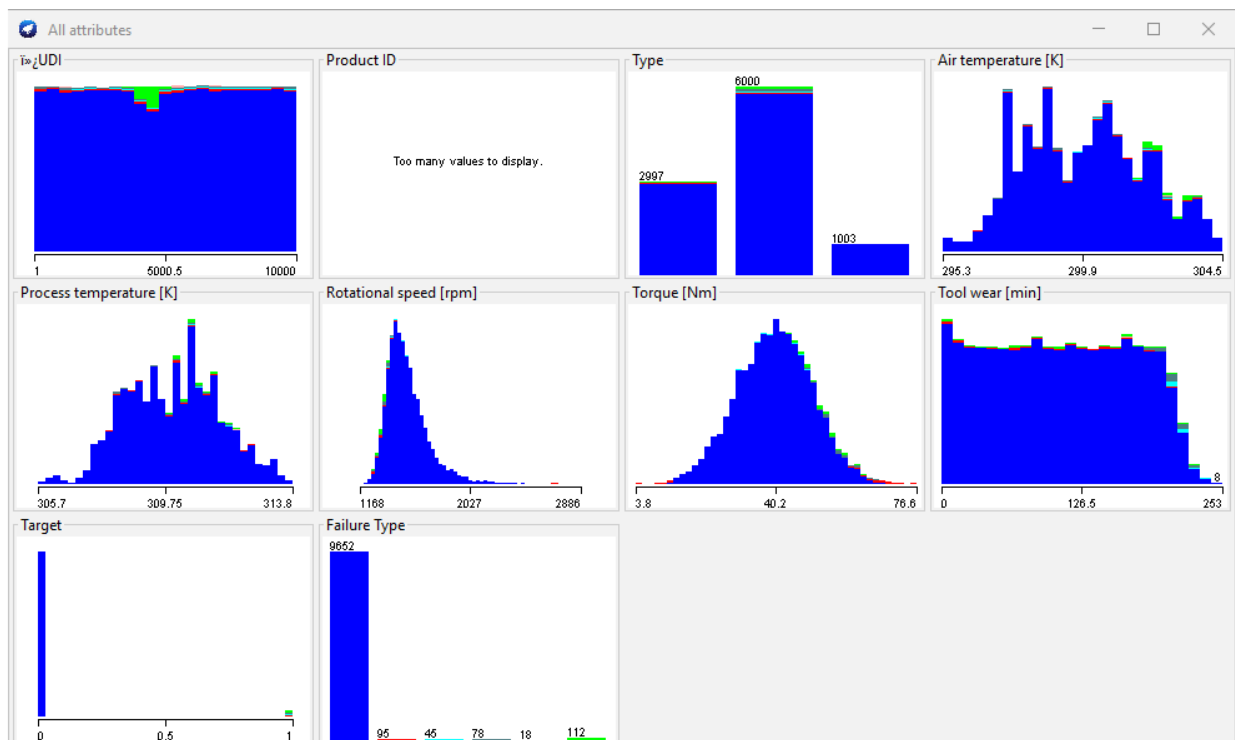 All attributes
ï»¿UDI
1 5000.5 10000
Product ID
Too many values to display.
Type
2997
6000
1003
Air temperature [K]
295.3 299.9 304.5
Process temperature [K]
305.7 309.75 313.8
Rotational speed [rpm]
1168 2027 2886
Torque [Nm]
3.8 40.2 76.6
Tool wear [min]
8
0 126.5 253
Target
0 0.5 1
Failure Type
9652
95 45 78 18 112